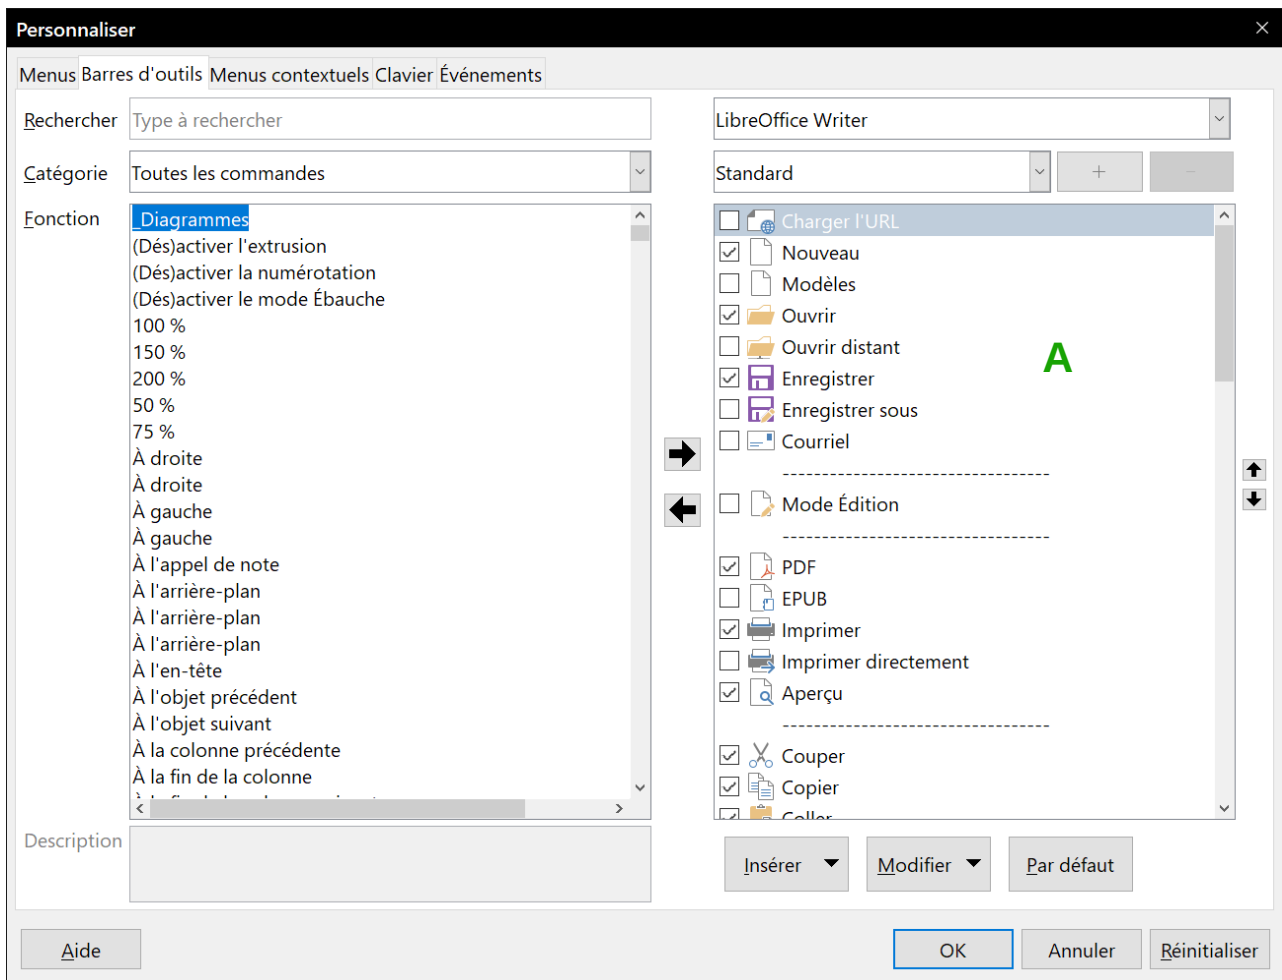 Personnaliser
Menus Barres d'outils Menus contextuels Clavier Événements
Rechercher Type à rechercher
LibreOffice Writer
Catégorie Toutes les commandes
Standard
Fonction
_Diagrammes
(Dés)activer l'extrusion
(Dés)activer la numérotation
(Dés)activer le mode Ébauche
100 %
150 %
200 %
50 %
75 %
À droite
À droite
À gauche
À gauche
À l'appel de note
À l'arrière-plan
À l'arrière-plan
À l'arrière-plan
À l'en-tête
À l'objet précédent
À l'objet suivant
À la colonne précédente
À la fin de la colonne
Charger l'URL
Nouveau
Modèles
Ouvrir
Ouvrir distant
A
Enregistrer
Enregistrer sous
Courriel
Mode Édition
PDF
EPUB
Imprimer
Imprimer directement
Aperçu
Couper
Copier
Coller
Description
Insérer
Modifier
Par défaut
Aide
OK
Annuler
Réinitialiser